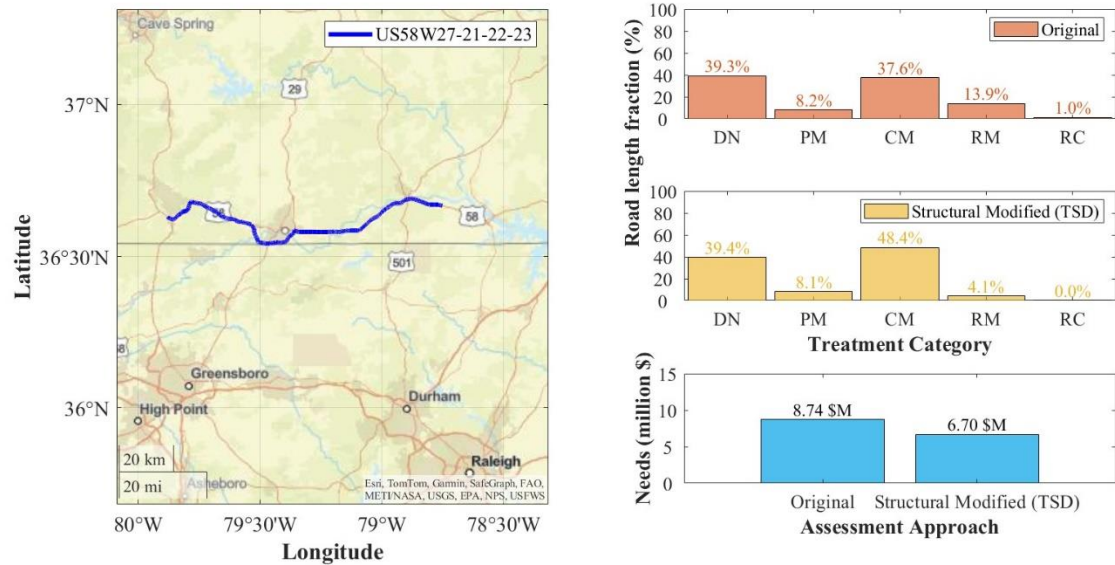 Cave Spring
US58W27-21-22-23
29
37°N
58
58
36°30'N
501
58
Greensboro
36°N
High Point
Durham
20 km
20 mi
Raleigh
Asheboro
Esri, TomTom, Garmin, SafeGraph, FAO,
METI/NASA, USGS, EPA, NPS, USFWS
80°W
79°30'W
79°W
78°30'W
Latitude
Longitude
Road length fraction (%)
100
80
60
40
20
0
Original
39.3%
8.2%
37.6%
13.9%
1.0%
DN
PM
CM
RM
RC
100
80
60
40
20
0
Structural Modified (TSD)
39.4%
8.1%
48.4%
4.1%
0.0%
DN
PM
CM
RM
RC
Treatment Category
Needs (million $)
15
10
5
0
8.74 $M
6.70 $M
Original
Structural Modified (TSD)
Assessment Approach